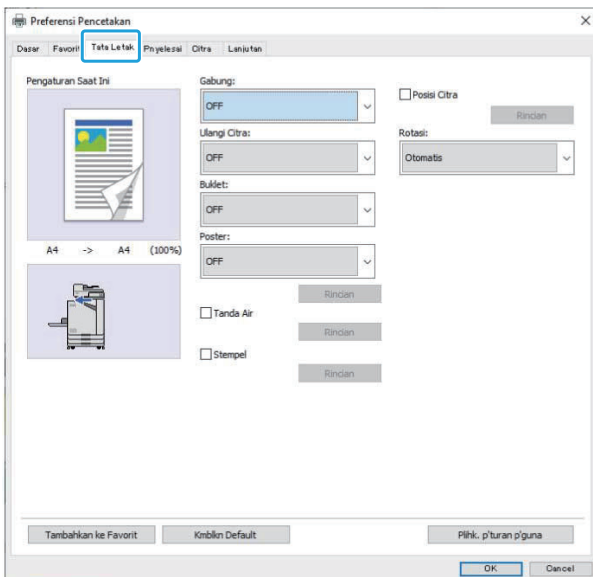 Preferensi Pencetakan
Dasar Favorit Tata Letak Pnyelesai Citra Lanjutan
Pengaturan Saat Ini
A4 -> A4 (100%)
Gabung:
OFF
Ulangi Citra:
OFF
Buklet:
OFF
Poster:
OFF
Rincian
Tanda Air
Rincian
Stempel
Rincian
Posisi Citra
Rincian
Rotasi:
Otomatis
Tambahkan ke Favorit Kmblkn Default Plihk. p'turan p'guna
OK Cancel